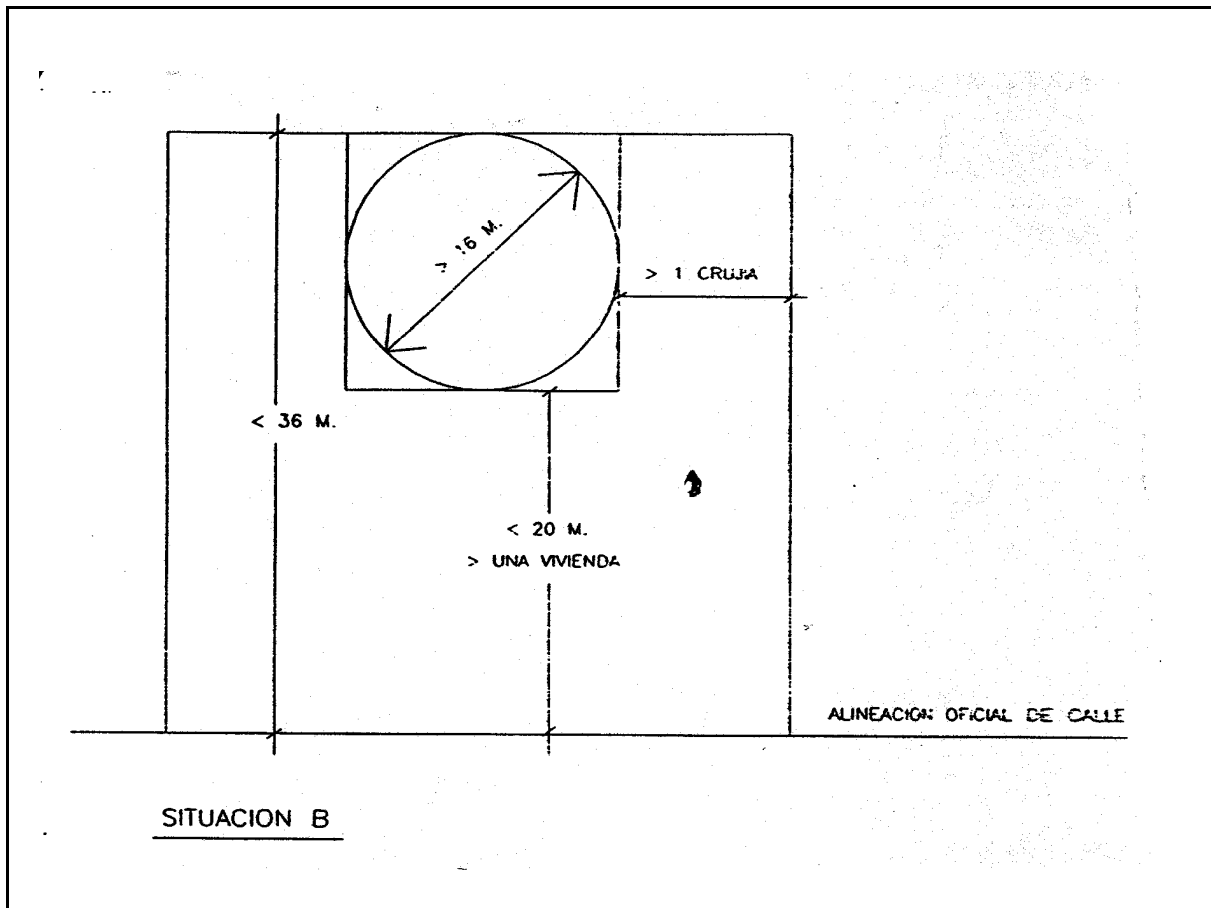 > 16 M.
> 1 CRUJIA
< 36 M.
< 20 M.
> UNA VIVIENDA
ALINEACION OFICIAL DE CALLE
SITUACION B